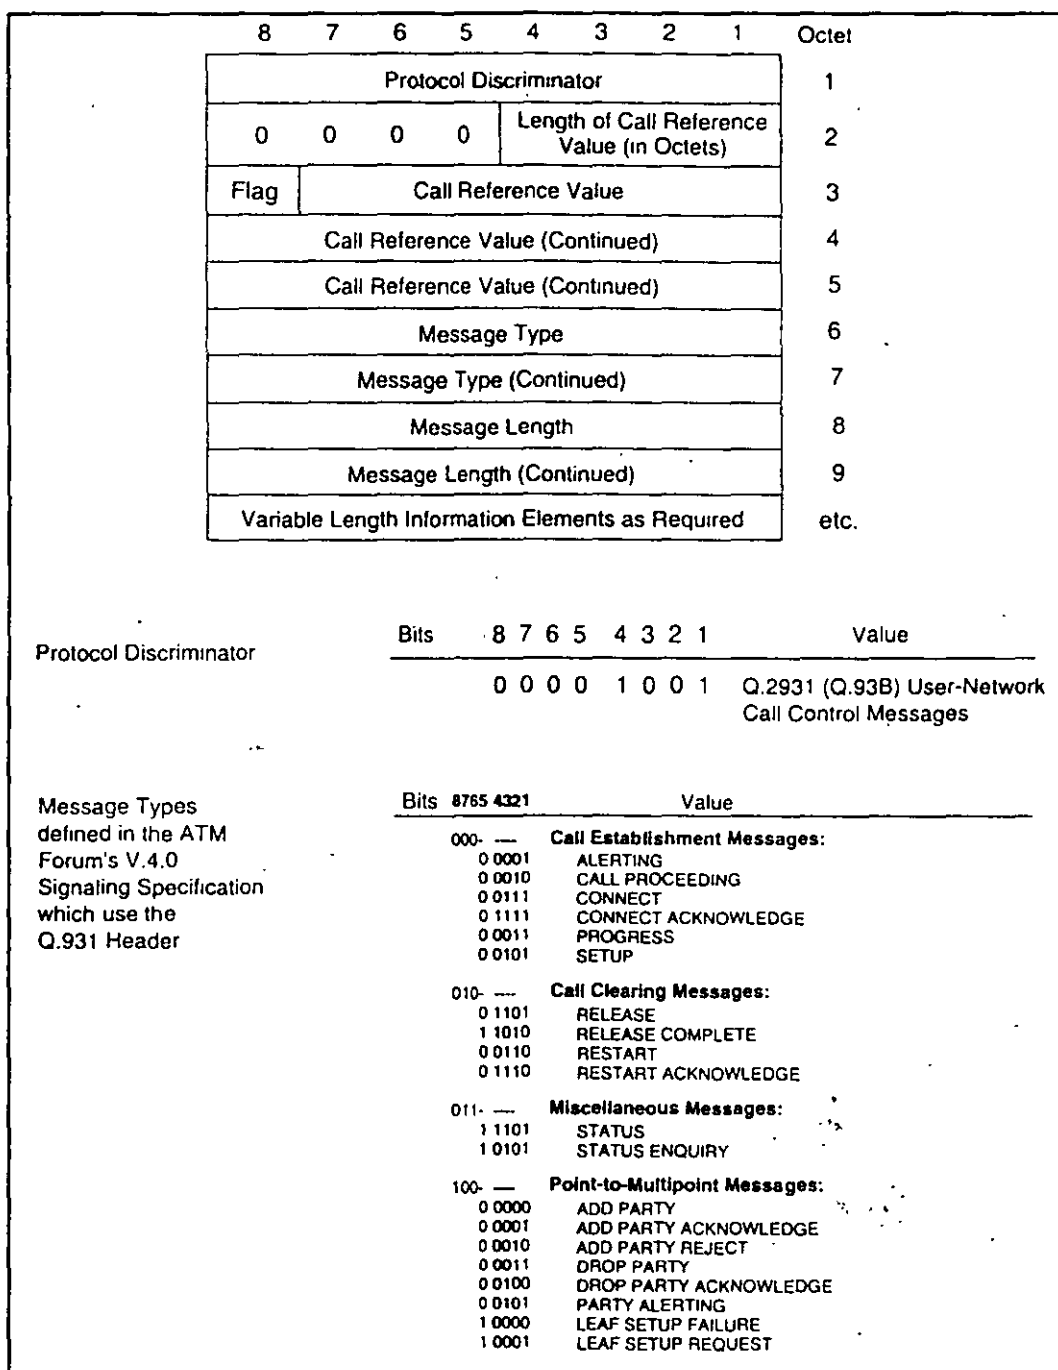 8 7 6 5 4 3 2 1 Octet
Protocol Discriminator 1
0 0 0 0 Length of Call Reference Value (in Octets) 2
Flag Call Reference Value 3
Call Reference Value (Continued) 4
Call Reference Value (Continued) 5
Message Type 6
Message Type (Continued) 7
Message Length 8
Message Length (Continued) 9
Variable Length Information Elements as Required etc.
Protocol Discriminator
Bits 8 7 6 5 4 3 2 1 Value
0 0 0 0 1 0 0 1 Q.2931 (Q.93B) User-Network
Call Control Messages
Message Types
defined in the ATM
Forum's V.4.0
Signaling Specification
which use the
Q.931 Header
Bits 8765 4321 Value
000- ---- Call Establishment Messages:
0 0001 ALERTING
0 0010 CALL PROCEEDING
0 0111 CONNECT
0 1111 CONNECT ACKNOWLEDGE
0 0011 PROGRESS
0 0101 SETUP
010- ---- Call Clearing Messages:
0 1101 RELEASE
1 1010 RELEASE COMPLETE
0 0110 RESTART
0 1110 RESTART ACKNOWLEDGE
011- ---- Miscellaneous Messages:
1 1101 STATUS
1 0101 STATUS ENQUIRY
100- ---- Point-to-Multipoint Messages:
0 0000 ADD PARTY
0 0001 ADD PARTY ACKNOWLEDGE
0 0010 ADD PARTY REJECT
0 0011 DROP PARTY
0 0100 DROP PARTY ACKNOWLEDGE
0 0101 PARTY ALERTING
1 0000 LEAF SETUP FAILURE
1 0001 LEAF SETUP REQUEST